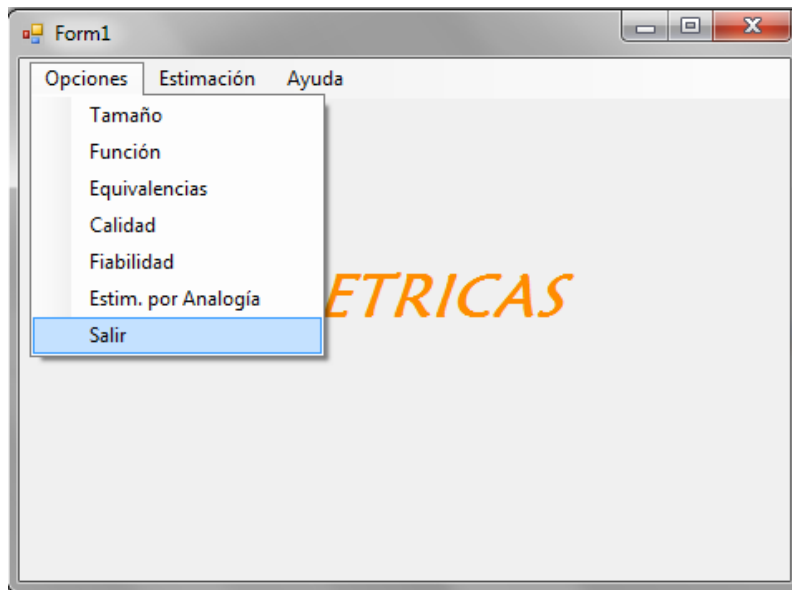 Form1
Opciones Estimación Ayuda
Tamaño
Función
Equivalencias
Calidad
Fiabilidad
Estim. por Analogía
ETRICAS
Salir